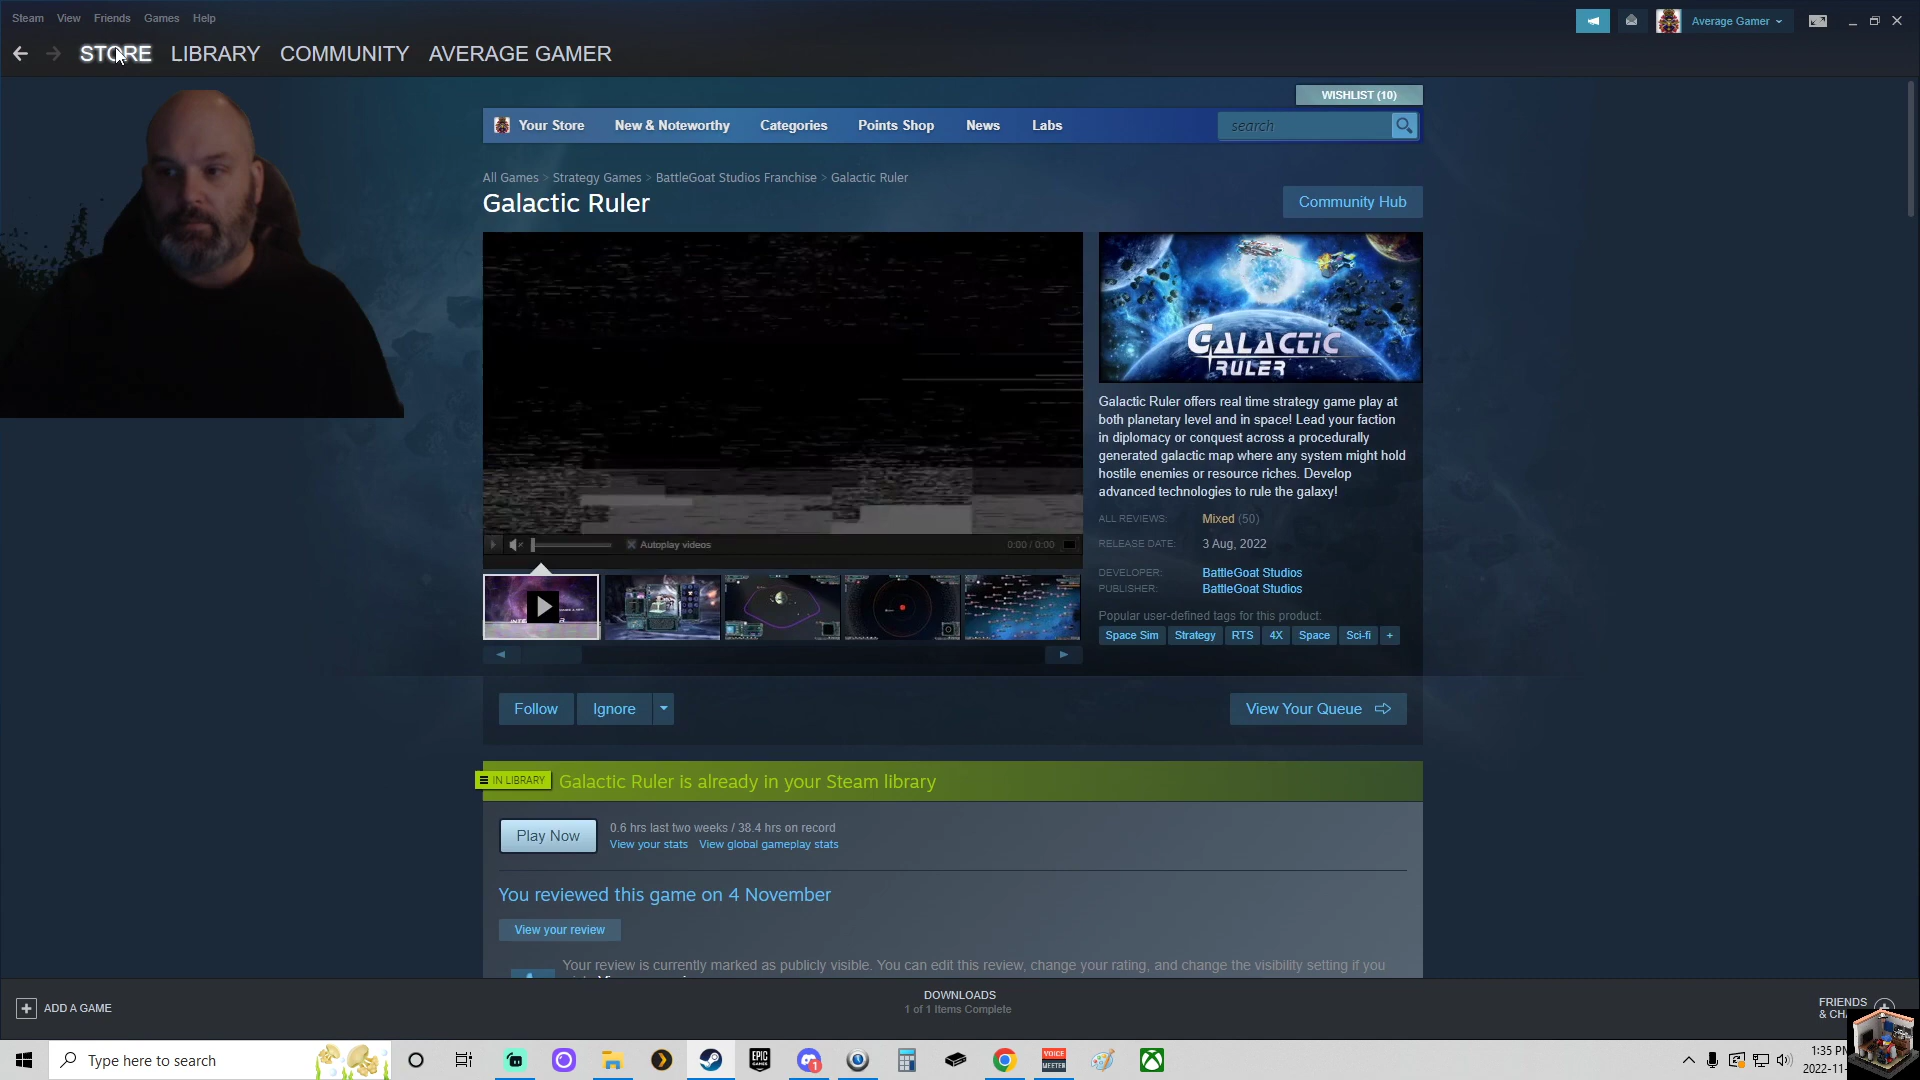 Steam View Friends Games Help
Average Gamer
STORE LIBRARY COMMUNITY AVERAGE GAMER
WISHLIST (10)
Your Store New & Noteworthy Categories Points Shop News Labs
search
All Games > Strategy Games > BattleGoat Studios Franchise > Galactic Ruler
Galactic Ruler
Community Hub
GALACTIC
RULER
Galactic Ruler offers real time strategy game play at
both planetary level and in space! Lead your faction
in diplomacy or conquest across a procedurally
generated galactic map where any system might hold
hostile enemies or resource riches. Develop
advanced technologies to rule the galaxy!
ALL REVIEWS: Mixed (50)
RELEASE DATE: 3 Aug, 2022
DEVELOPER: BattleGoat Studios
PUBLISHER: BattleGoat Studios
Popular user-defined tags for this product:
Space Sim Strategy RTS 4X Space Sci-fi +
Autoplay videos 0:00 / 0:00
Follow Ignore
View Your Queue
IN LIBRARY
Galactic Ruler is already in your Steam library
Play Now
0.6 hrs last two weeks / 38.4 hrs on record
View your stats View global gameplay stats
You reviewed this game on 4 November
View your review
Your review is currently marked as publicly visible. You can edit this review, change your rating, and change the visibility setting if you
ADD A GAME
DOWNLOADS
1 of 1 Items Complete
FRIENDS
Type here to search
EPIC
GAMES
1
VOICE
MEETER
1:35
2022-11-